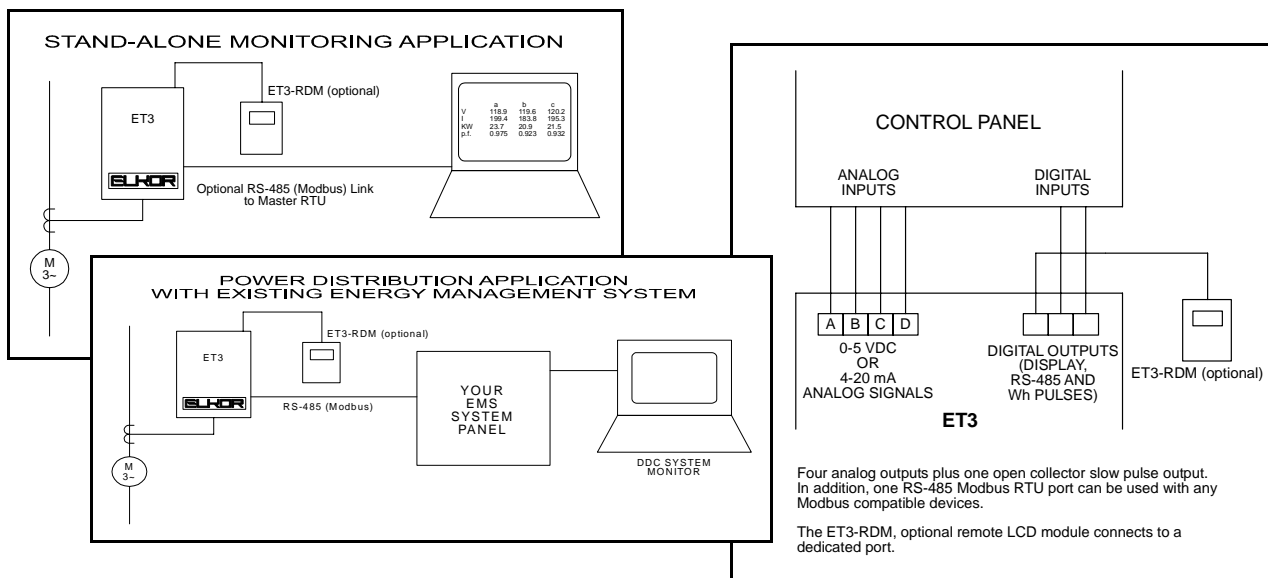 STAND-ALONE MONITORING APPLICATION
ET3-RDM (optional)
ET3
ELKOR
a b c
V 118.9 119.6 120.2
I 199.4 183.8 195.3
KW 23.7 20.9 21.5
p.f. 0.975 0.923 0.932
Optional RS-485 (Modbus) Link
to Master RTU
M
3~
POWER DISTRIBUTION APPLICATION
WITH EXISTING ENERGY MANAGEMENT SYSTEM
ET3-RDM (optional)
ET3
ELKOR
RS-485 (Modbus)
YOUR
EMS
SYSTEM
PANEL
DDC SYSTEM
MONITOR
M
3~
CONTROL PANEL
ANALOG
INPUTS
DIGITAL
INPUTS
A B C D
0-5 VDC
OR
4-20 mA
ANALOG SIGNALS
DIGITAL OUTPUTS
(DISPLAY,
RS-485 AND
Wh PULSES)
ET3-RDM (optional)
ET3
Four analog outputs plus one open collector slow pulse output.
In addition, one RS-485 Modbus RTU port can be used with any
Modbus compatible devices.
The ET3-RDM, optional remote LCD module connects to a
dedicated port.